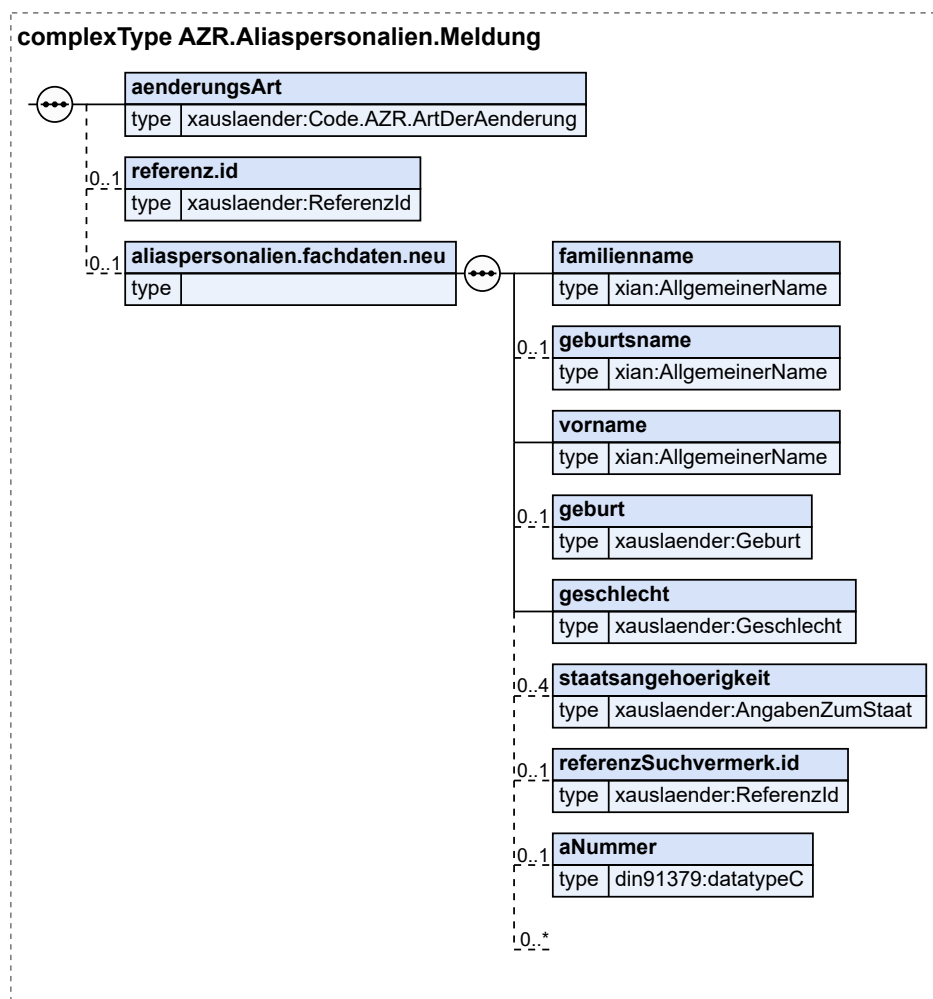 complexType AZR.Aliaspersonalien.Meldung
aenderungsArt
type xauslaender:Code.AZR.ArtDerAenderung
0..1 referenz.id
type xauslaender:ReferenzId
0..1 aliaspersonalien.fachdaten.neu
type
familienname
type xian:AllgemeinerName
0..1 geburtsname
type xian:AllgemeinerName
vorname
type xian:AllgemeinerName
0..1 geburt
type xauslaender:Geburt
geschlecht
type xauslaender:Geschlecht
0..4 staatsangehoerigkeit
type xauslaender:AngabenZumStaat
0..1 referenzSuchvermerk.id
type xauslaender:ReferenzId
0..1 aNummer
type din91379:datatypeC
0..*